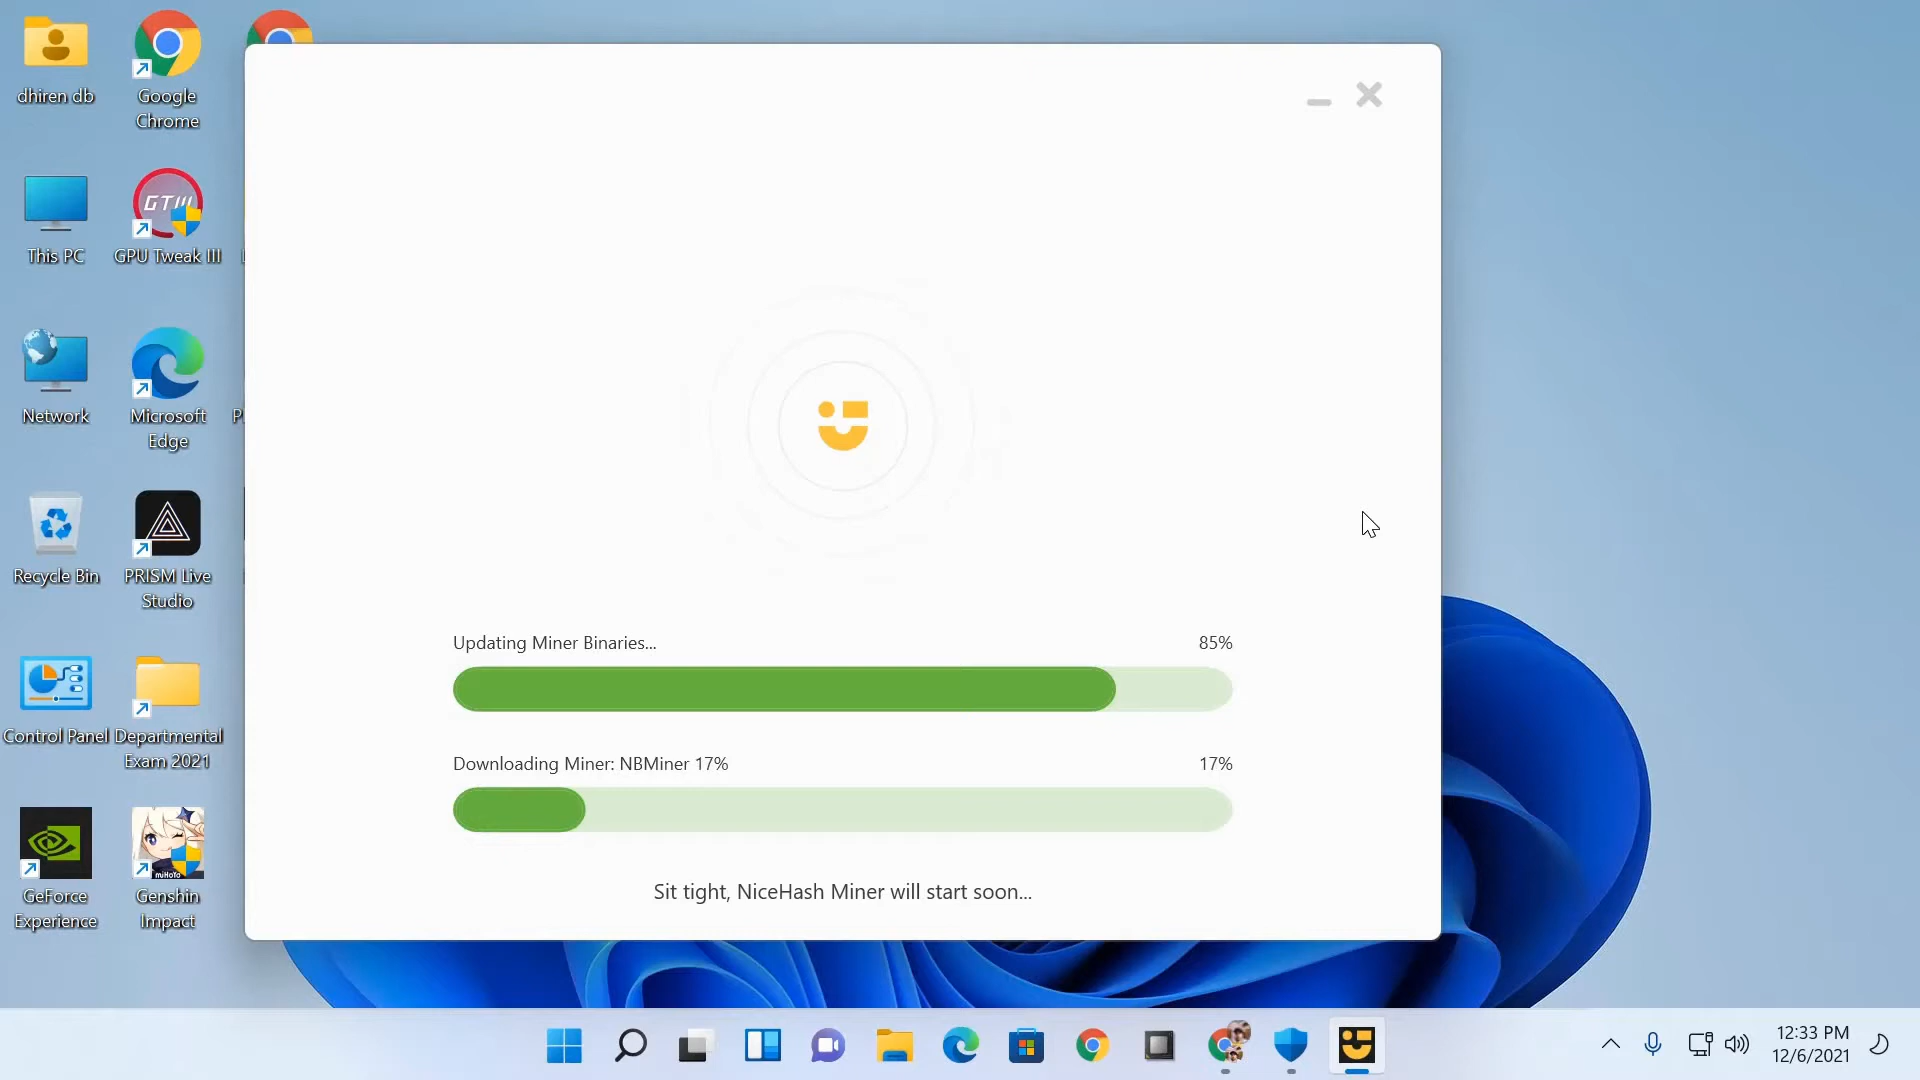 dhiren db
Google
Chrome
This PC
GTIII
GPU Tweak III
Network
Microsoft
Edge
Recycle Bin
PRISM Live
Studio
Control Panel
Departmental
Exam 2021
GeForce
Experience
miHoYo
Genshin
Impact
Updating Miner Binaries...
85%
Downloading Miner: NBMiner 17%
17%
Sit tight, NiceHash Miner will start soon...
12:33 PM
12/6/2021